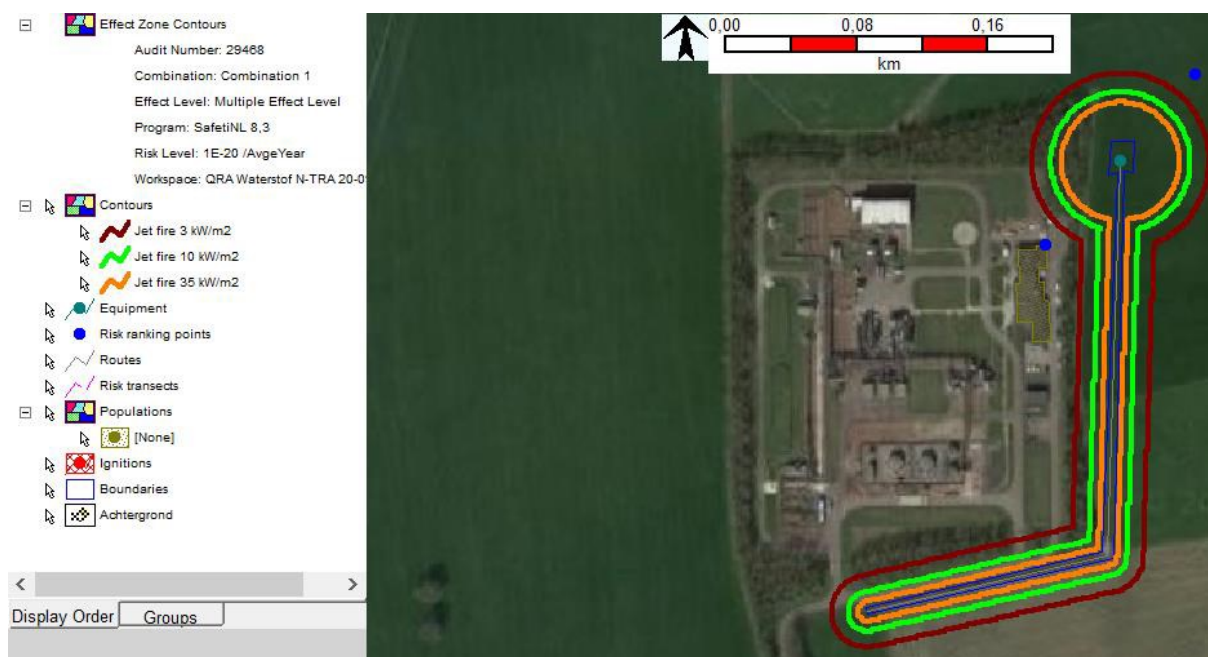 Effect Zone Contours
Audit Number: 29468
Combination: Combination 1
Effect Level: Multiple Effect Level
Program: SafetiNL 8,3
Risk Level: 1E-20 /AvgeYear
Workspace: QRA Waterstof N-TRA 20-0
Contours
Jet fire 3 kW/m2
Jet fire 10 kW/m2
Jet fire 35 kW/m2
Equipment
Risk ranking points
Routes
Risk transects
Populations
[None]
Ignitions
Boundaries
Achtergrond
Display Order Groups
0,00 0,08 0,16
km